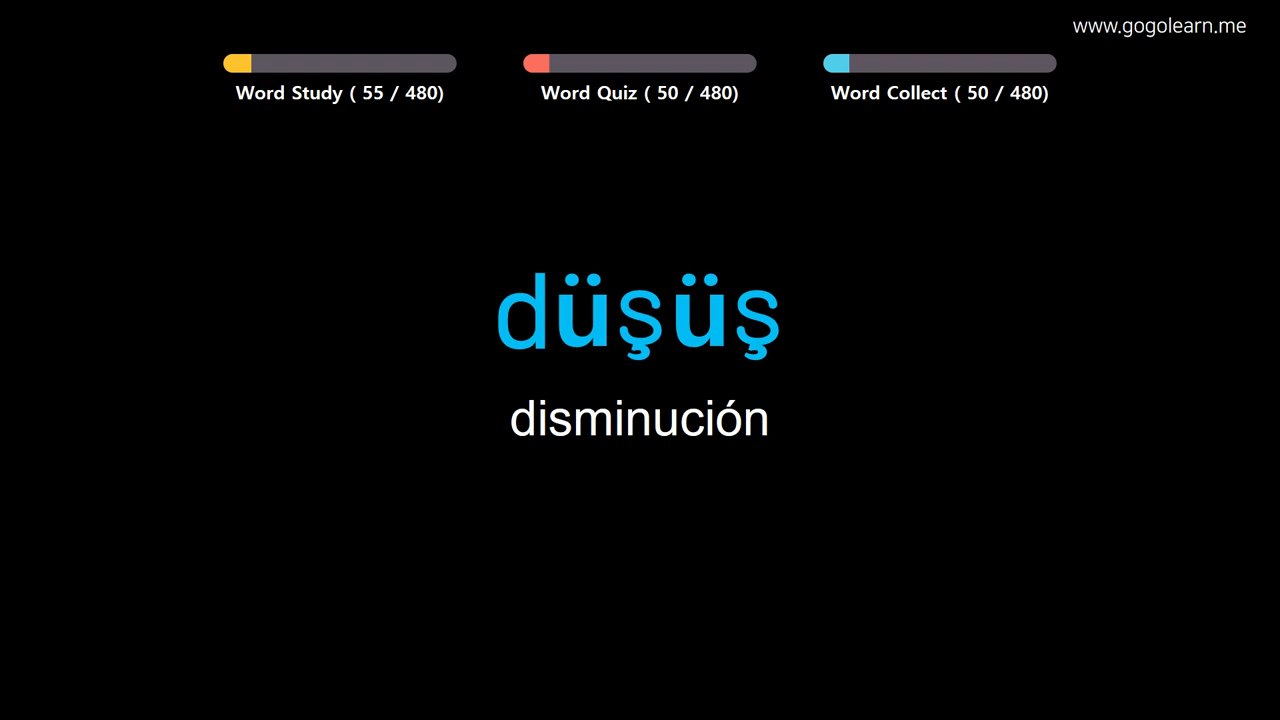 www.gogolearn.me
Word Study ( 55 / 480)
Word Quiz ( 50 / 480)
Word Collect ( 50 / 480)
düşüş
disminución